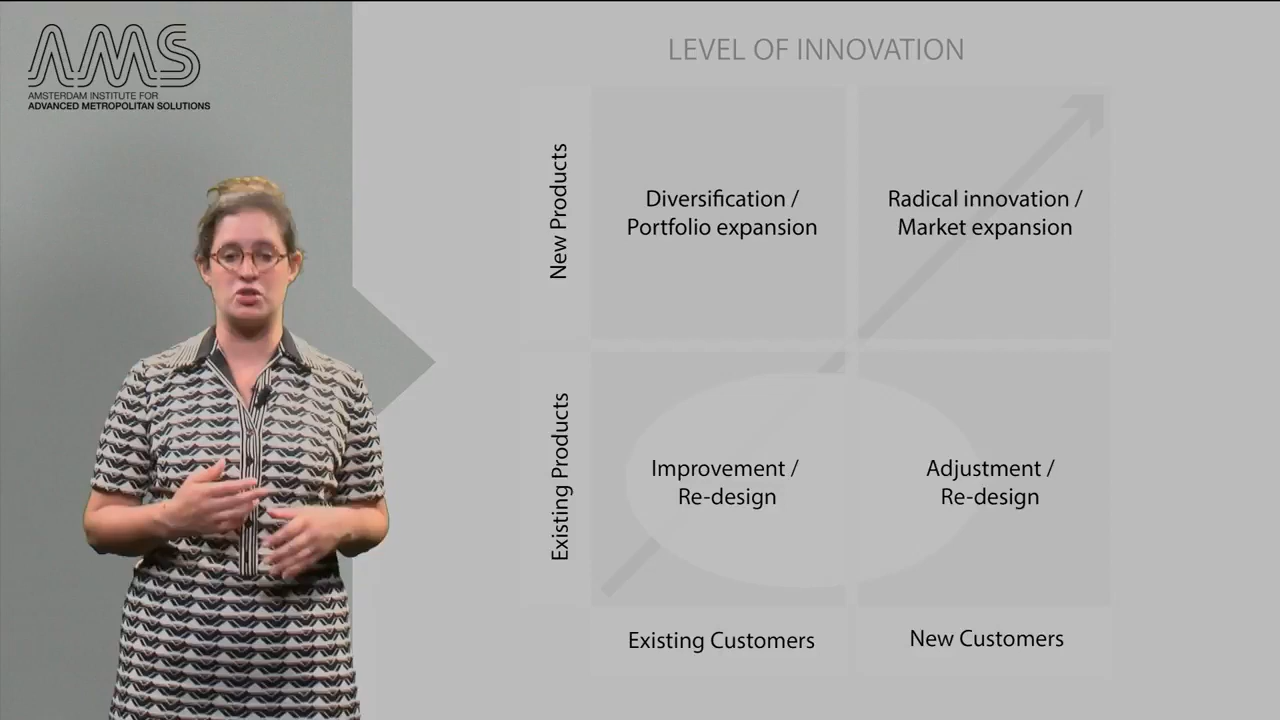 AMS
AMSTERDAM INSTITUTE FOR
ADVANCED METROPOLITAN SOLUTIONS
LEVEL OF INNOVATION
New Products
Diversification /
Portfolio expansion
Radical innovation /
Market expansion
Existing Products
Improvement /
Re-design
Adjustment /
Re-design
Existing Customers
New Customers